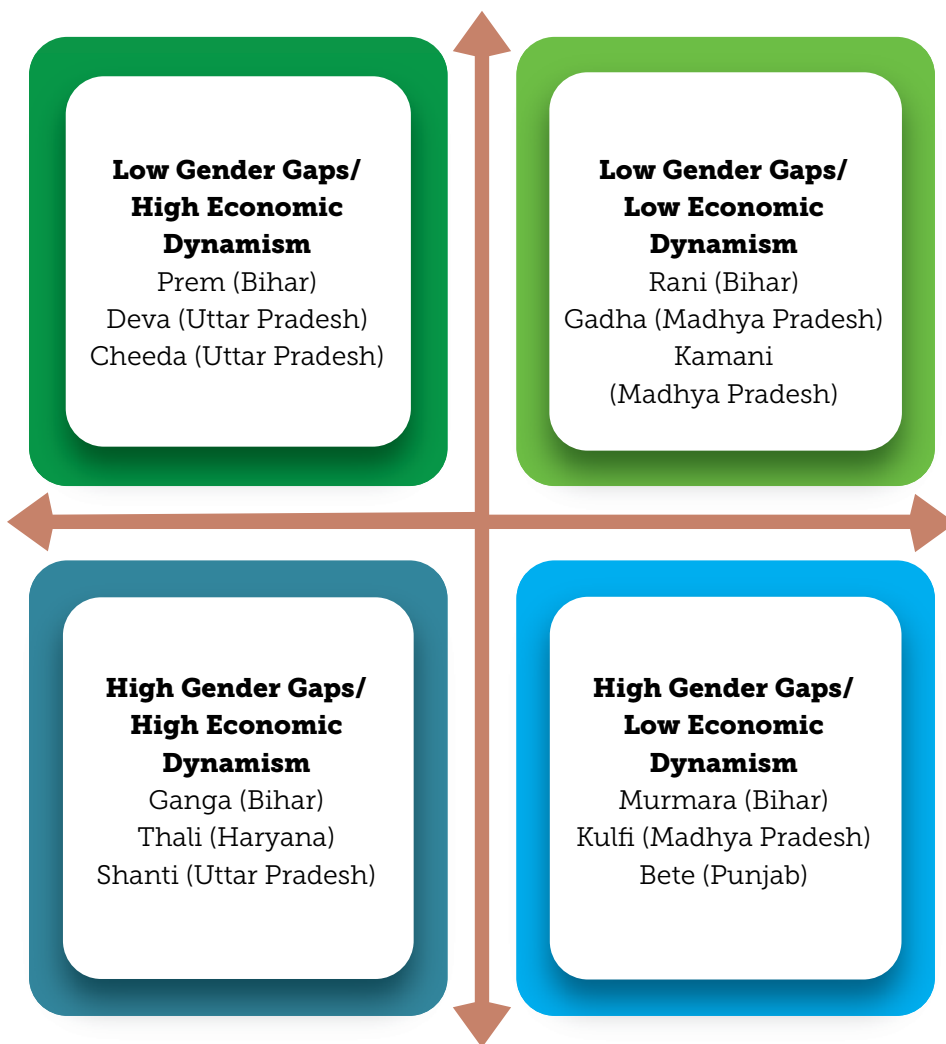 Low Gender Gaps/
High Economic
Dynamism
Prem (Bihar)
Deva (Uttar Pradesh)
Cheeda (Uttar Pradesh)
Low Gender Gaps/
Low Economic
Dynamism
Rani (Bihar)
Gadha (Madhya Pradesh)
Kamani
(Madhya Pradesh)
High Gender Gaps/
High Economic
Dynamism
Ganga (Bihar)
Thali (Haryana)
Shanti (Uttar Pradesh)
High Gender Gaps/
Low Economic
Dynamism
Murmara (Bihar)
Kulfi (Madhya Pradesh)
Bete (Punjab)